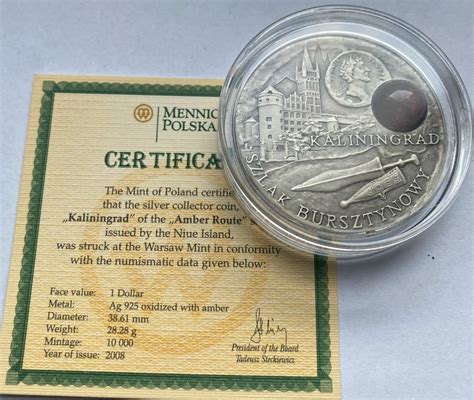 MENNIC
POLSKA
CERTIFICA
The Mint of Poland certifie
that the silver collector coin,
„Kaliningrad" of the „Amber Route"
issued by the Niue Island,
was struck at the Warsaw Mint in conformity
with the numismatic data given below:
Face value: 1 Dollar
Metal: Ag 925 oxidized with amber
Diameter: 38.61 mm
Weight: 28.28 g
Mintage: 10 000
Year of issue: 2008
President of the Board
Tadeusz Steckiewicz
KALININGRAD
SZLAK BURSZTYNOWY